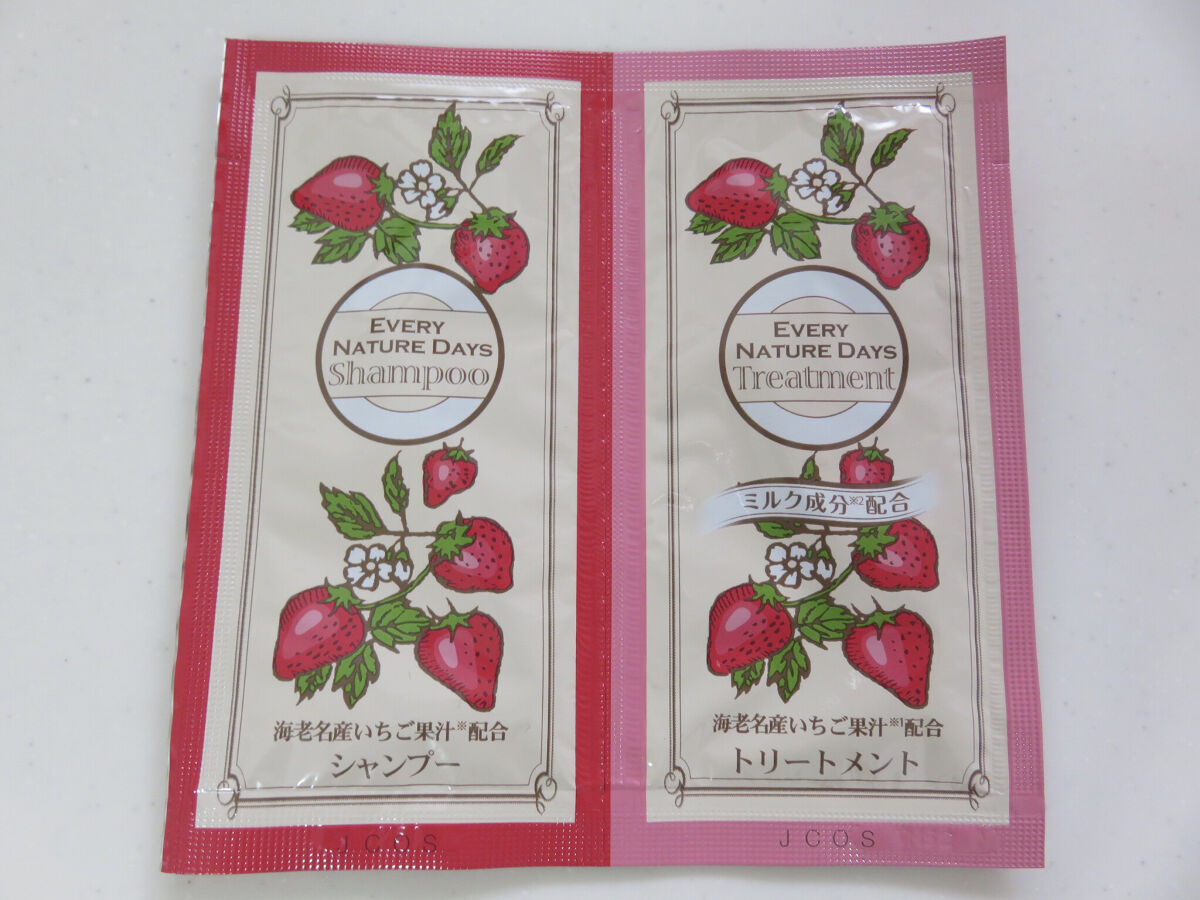 EVERY
NATURE DAYS
Shampoo
海老名産いちご果汁※配合
シャンプー
JCOS
EVERY
NATURE DAYS
Treatment
ミルク成分※2配合
海老名産いちご果汁※1配合
トリートメント
JCOS